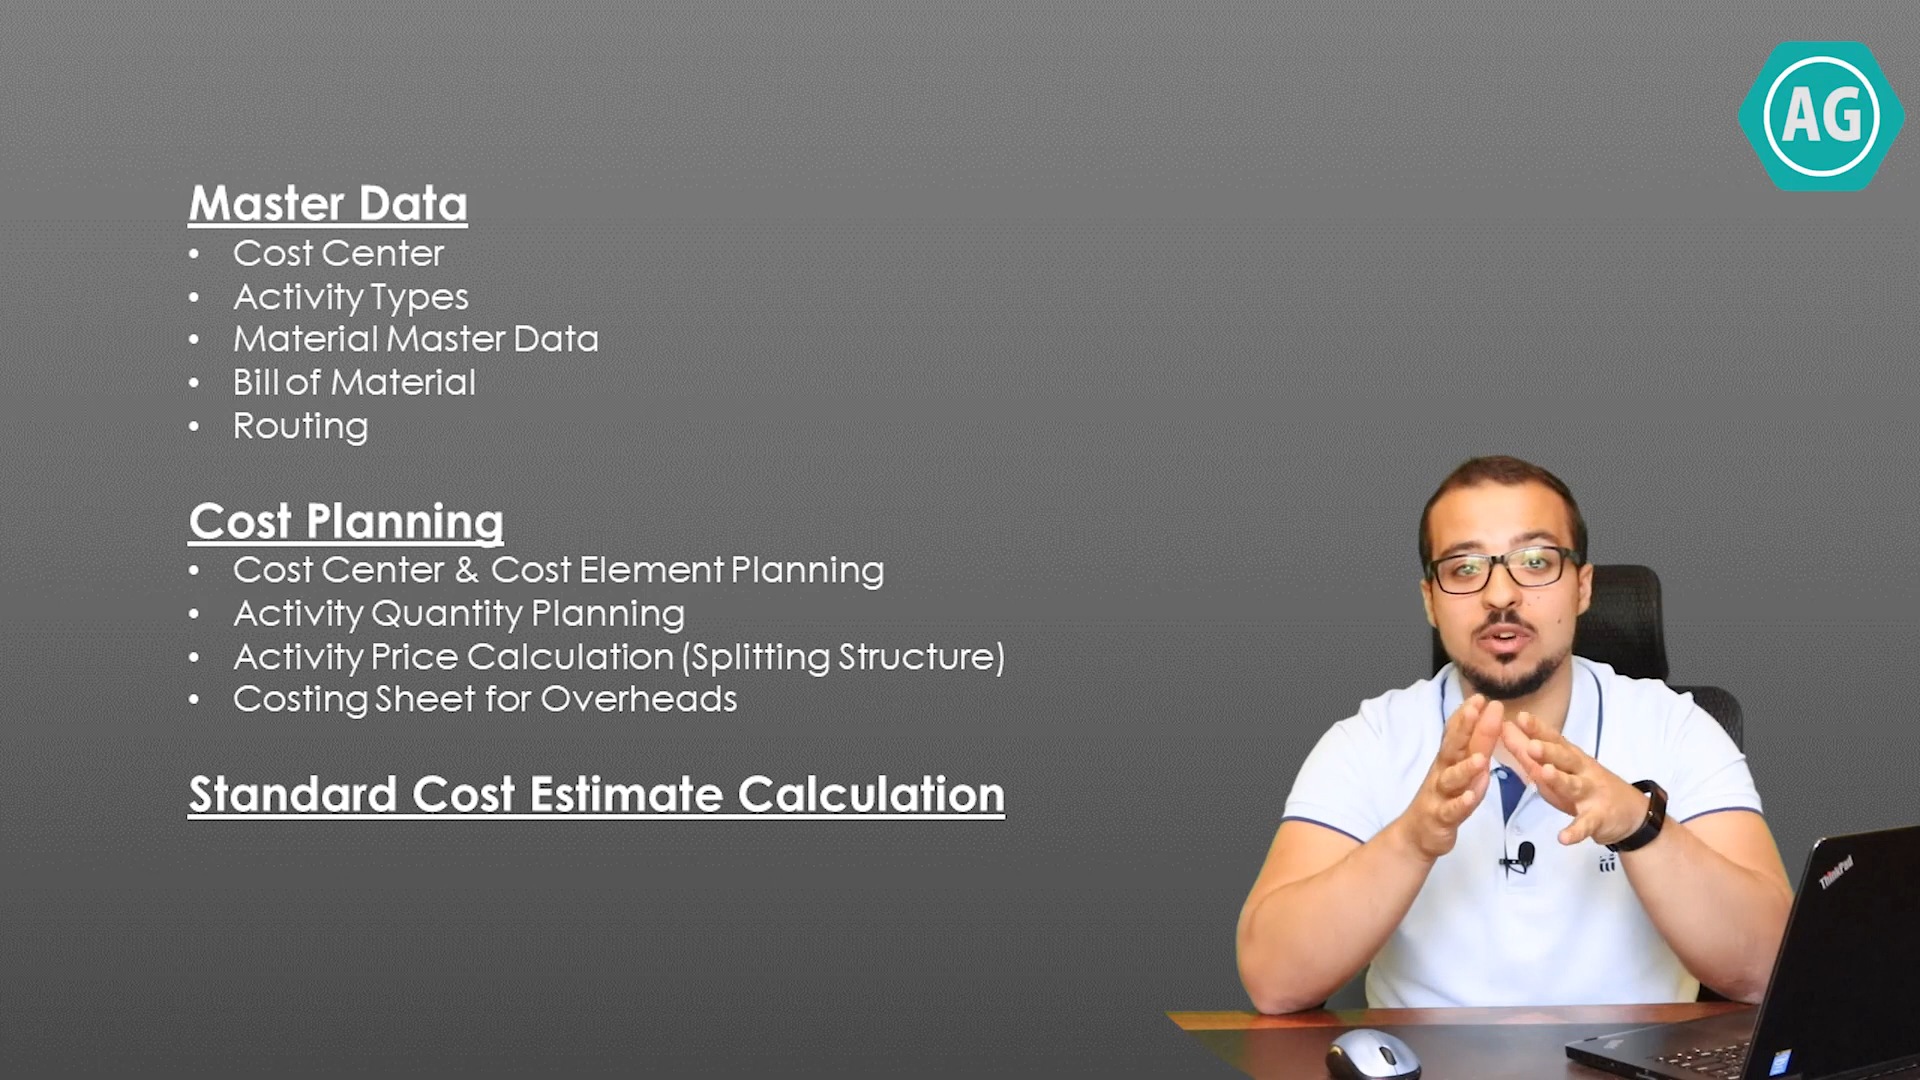 AG
Master Data
• Cost Center
• Activity Types
• Material Master Data
• Bill of Material
• Routing
Cost Planning
• Cost Center & Cost Element Planning
• Activity Quantity Planning
• Activity Price Calculation (Splitting Structure)
• Costing Sheet for Overheads
Standard Cost Estimate Calculation
ThinkPad